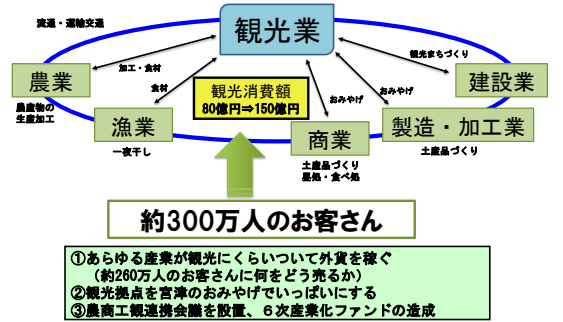 流通・運輸交通
観光業
加工・食材
観光まちづくり
農業
農産物の
生産加工
食材
観光消費額
80億円⇒150億円
おみやげ
おみやげ
建設業
漁業
一夜干し
商業
土産品づくり
昼処・食べ処
製造・加工業
土産品づくり
約300万人のお客さん
①あらゆる産業が観光にくらいついて外貨を稼ぐ
(約260万人のお客さんに何をどう売るか)
②観光拠点を宮津のおみやげでいっぱいにする
③農商工観連携会議を設置、６次産業化ファンドの造成